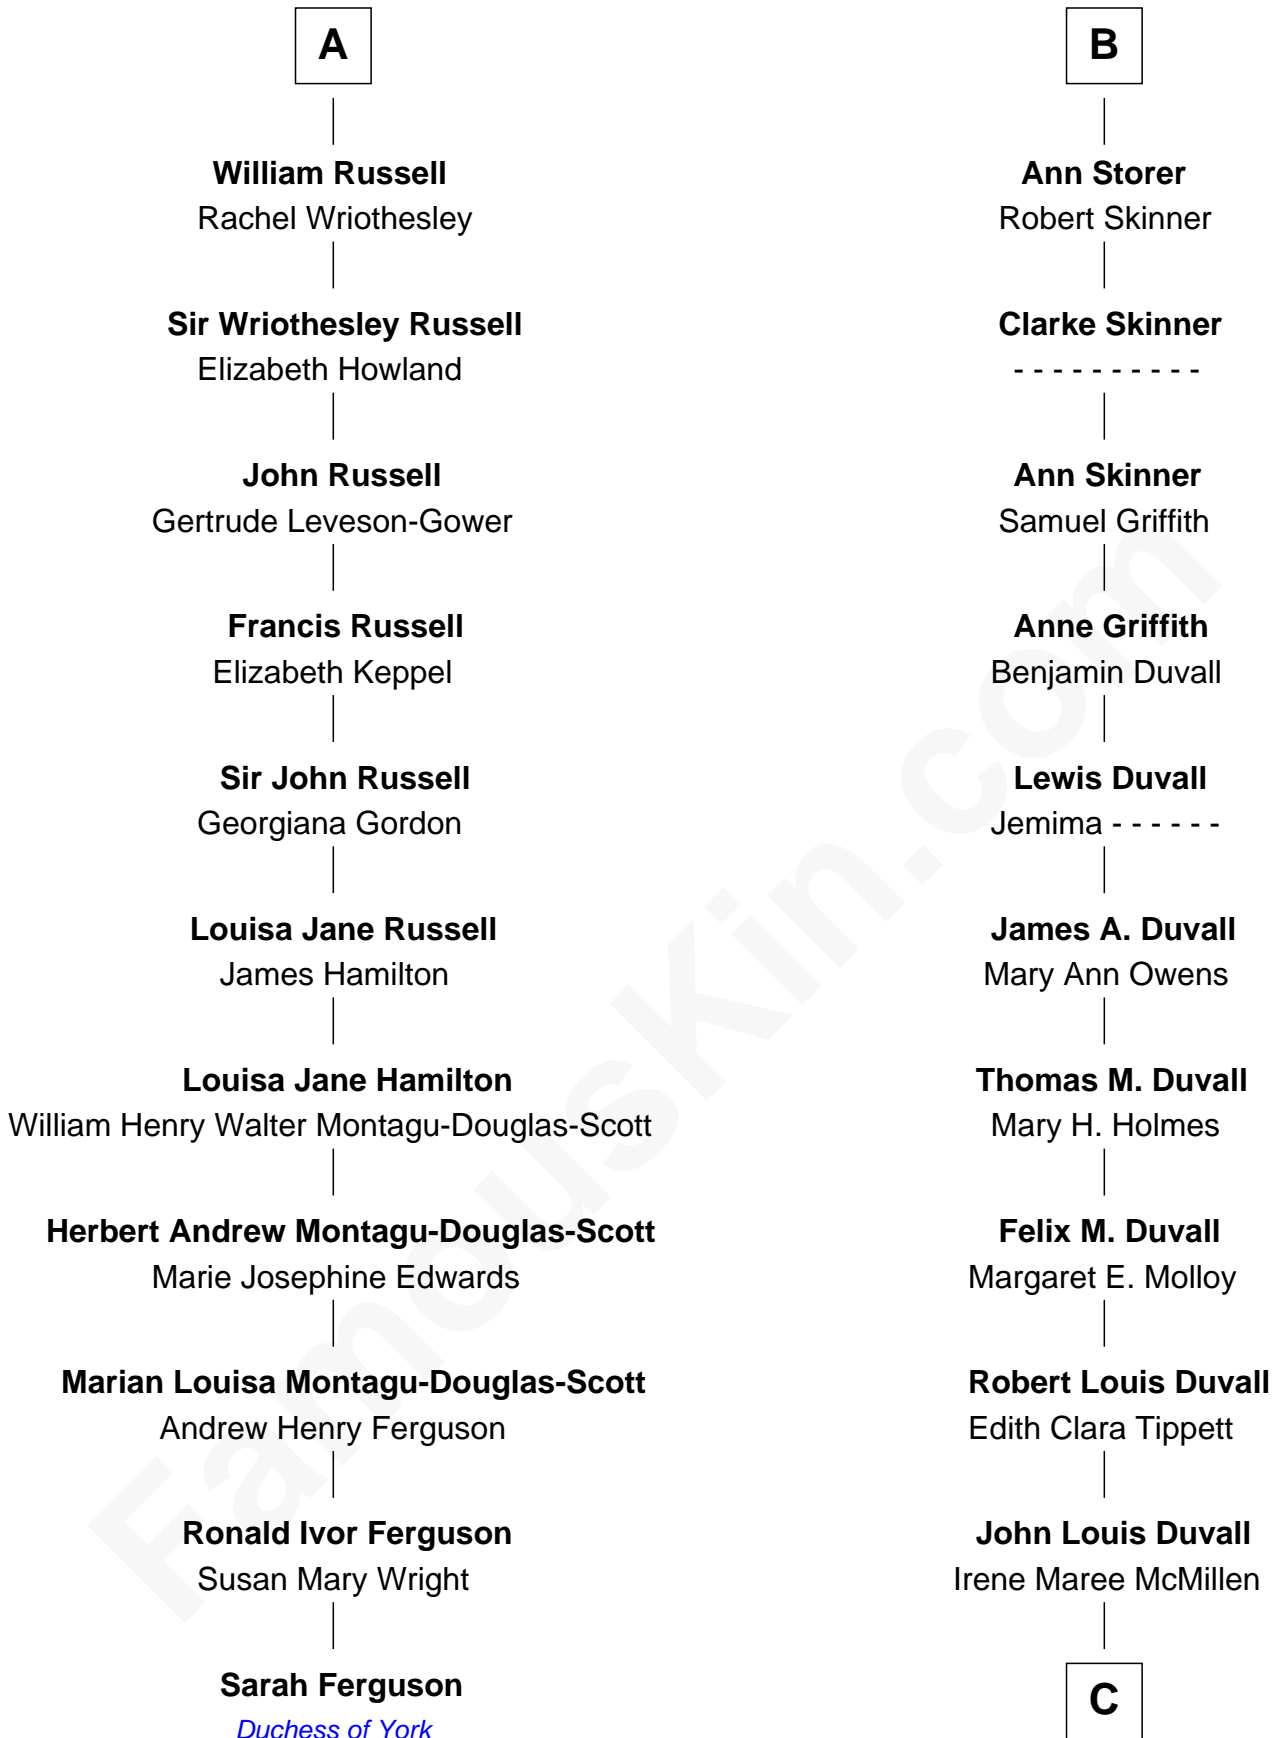 A
William Russell
Rachel Wriothesley
Sir Wriothesley Russell
Elizabeth Howland
John Russell
Gertrude Leveson-Gower
Francis Russell
Elizabeth Keppel
Sir John Russell
Georgiana Gordon
Louisa Jane Russell
James Hamilton
Louisa Jane Hamilton
William Henry Walter Montagu-Douglas-Scott
Herbert Andrew Montagu-Douglas-Scott
Marie Josephine Edwards
Marian Louisa Montagu-Douglas-Scott
Andrew Henry Ferguson
Ronald Ivor Ferguson
Susan Mary Wright
Sarah Ferguson
Duchess of York
B
Ann Storer
Robert Skinner
Clarke Skinner
- - - - - - - - - -
Ann Skinner
Samuel Griffith
Anne Griffith
Benjamin Duvall
Lewis Duvall
Jemima - - - - - -
James A. Duvall
Mary Ann Owens
Thomas M. Duvall
Mary H. Holmes
Felix M. Duvall
Margaret E. Molloy
Robert Louis Duvall
Edith Clara Tippett
John Louis Duvall
Irene Maree McMillen
C
FamousKin.com